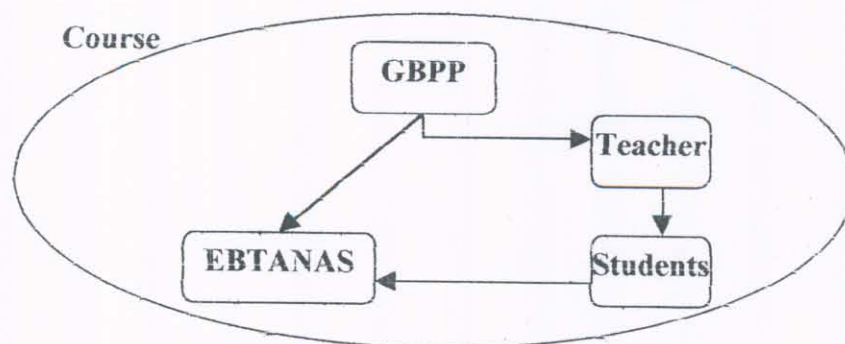 Course
GBPP
Teacher
EBTANAS
Students